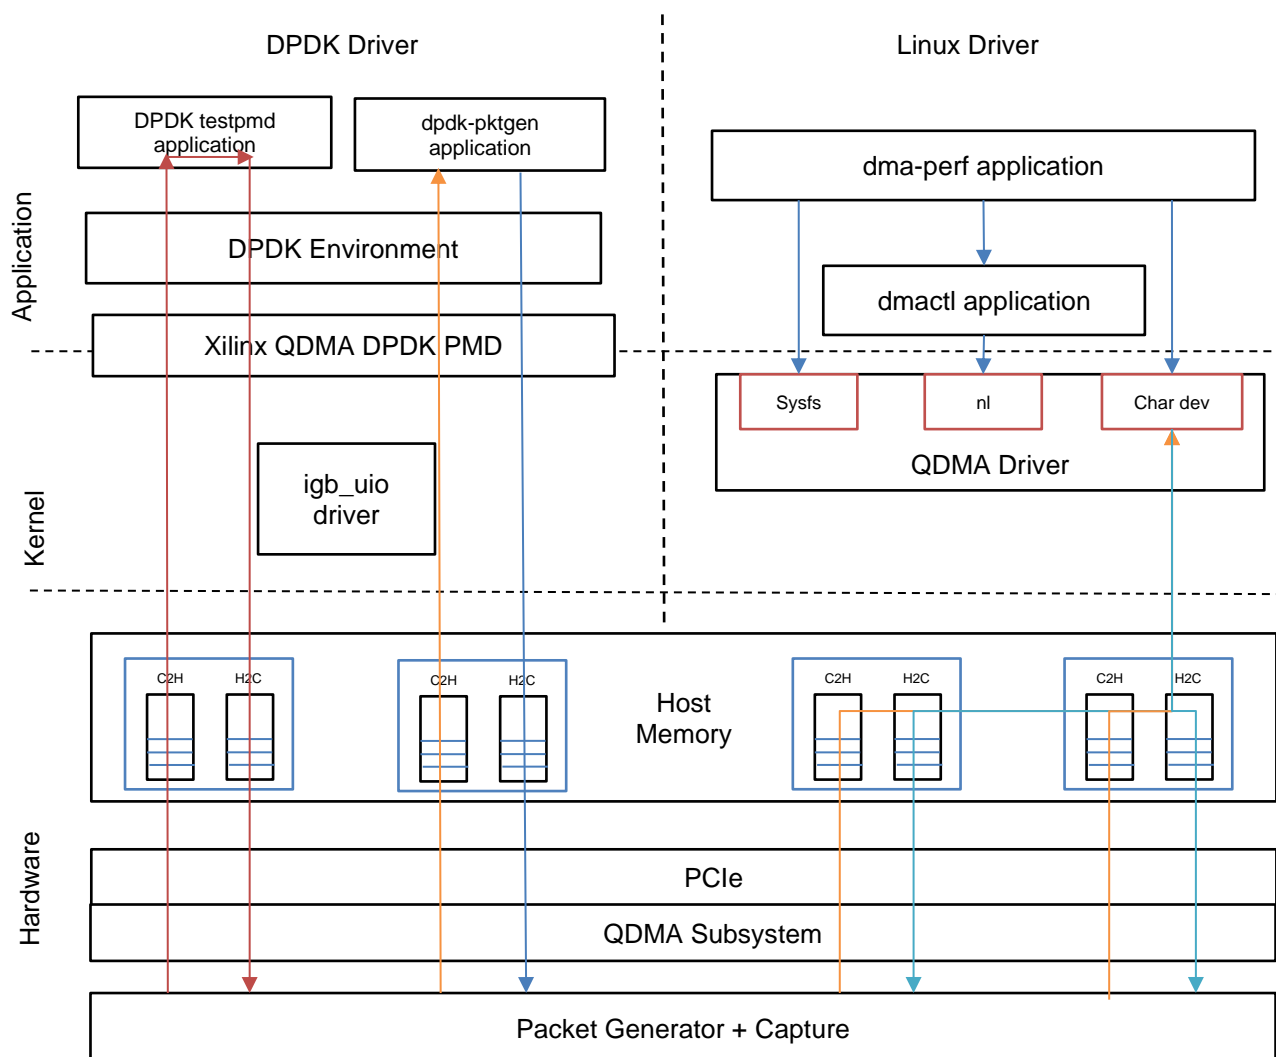 DPDK Driver
Linux Driver
DPDK testpmd
application
dpdk-pktgen
application
dma-perf application
Application
DPDK Environment
dmactl application
Xilinx QDMA DPDK PMD
Sysfs
nl
Char dev
QDMA Driver
igb_uio
driver
Kernel
C2H
H2C
C2H
H2C
Host
Memory
C2H
H2C
C2H
H2C
Hardware
PCIe
QDMA Subsystem
Packet Generator + Capture